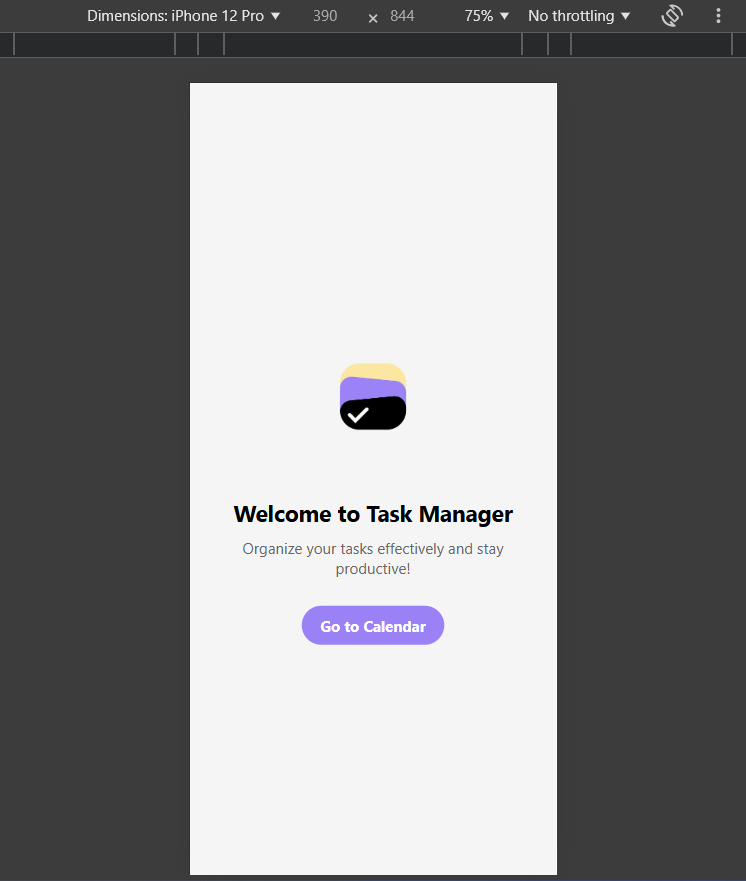 Dimensions: iPhone 12 Pro ▼ 390 × 844 75% ▼ No throttling ▼
Welcome to Task Manager
Organize your tasks effectively and stay
productive!
Go to Calendar